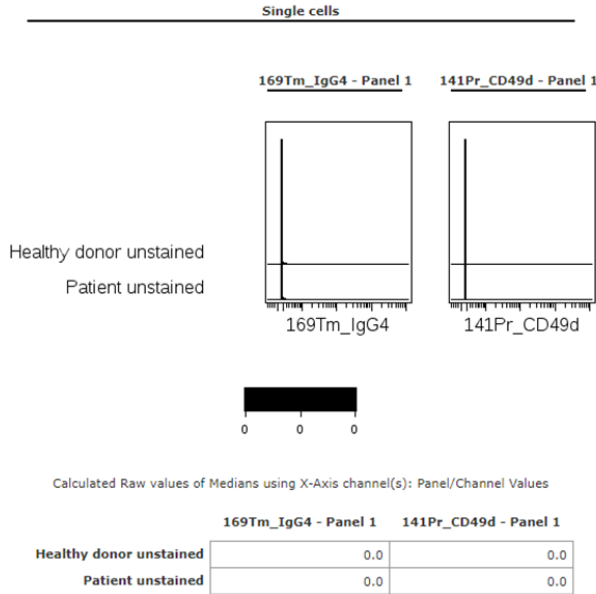 Single cells
169Tm_IgG4 - Panel 1 141Pr_CD49d - Panel 1
Healthy donor unstained
Patient unstained
169Tm_IgG4 141Pr_CD49d
0 0 0
Calculated Raw values of Medians using X-Axis channel(s): Panel/Channel Values
169Tm_IgG4 - Panel 1 141Pr_CD49d - Panel 1
Healthy donor unstained 0.0 0.0
Patient unstained 0.0 0.0